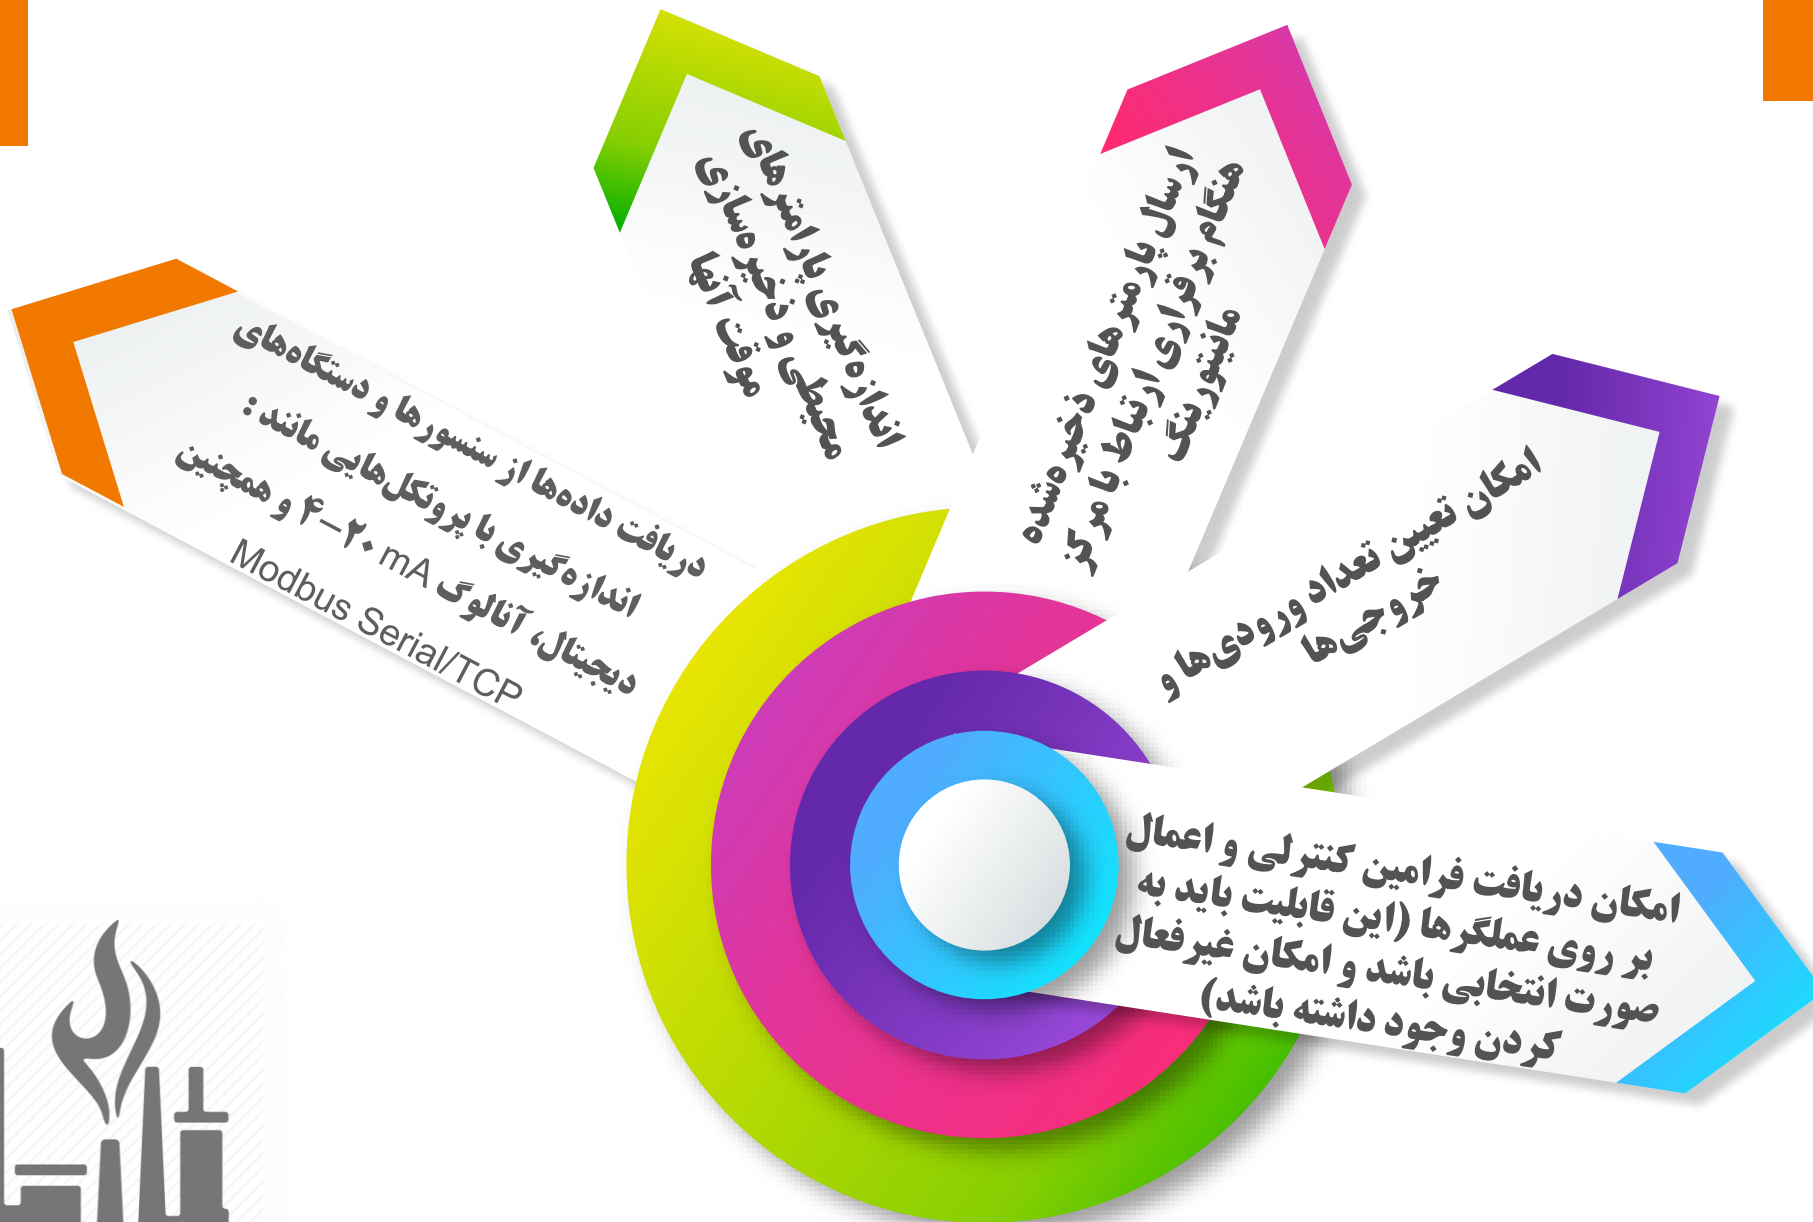 دریافت داده‌ها از سنسورها و دستگاه‌های
اندازه‌گیری با پروتکل‌هایی مانند :
دیجیتال، آنالوگ ۴-۲۰ mA و همچنین
Modbus Serial/TCP
اندازه‌گیری پارامترهای
محیطی و ذخیره‌سازی
موقت آنها
ارسال پارمترهای ذخیره‌شده
هنگام برقراری ارتباط با مرکز
مانیتورینگ
امکان تعیین تعداد ورودی‌ها و
خروجی‌ها
امکان دریافت فرامین کنترلی و اعمال
بر روی عملگرها (این قابلیت باید به
صورت انتخابی باشد و امکان غیرفعال
کردن وجود داشته باشد)